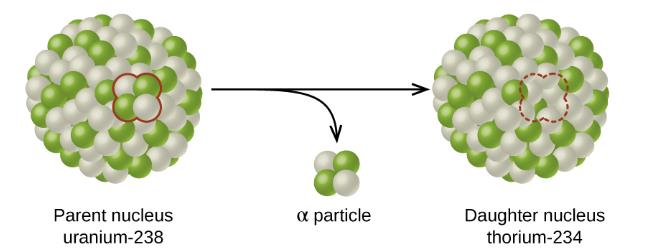 Parent nucleus
uranium-238
α particle
Daughter nucleus
thorium-234